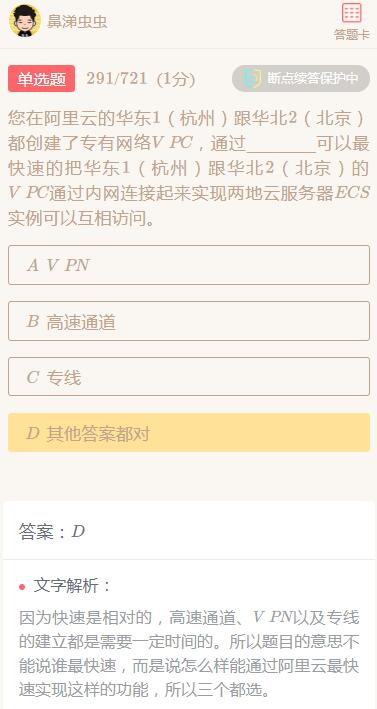 鼻涕虫虫
答题卡
单选题 291/721 (1分) 断点续答保护中
您在阿里云的华东1（杭州）跟华北2（北京）
都创建了专有网络V PC，通过________可以最
快速的把华东1（杭州）跟华北2（北京）的
V PC通过内网连接起来实现两地云服务器ECS
实例可以互相访问。
A V PN
B 高速通道
C 专线
D 其他答案都对
答案：D
文字解析：
因为快速是相对的，高速通道、V PN以及专线
的建立都是需要一定时间的。所以题目的意思不
能说谁最快速，而是说怎么样能通过阿里云最快
速实现这样的功能，所以三个都选。